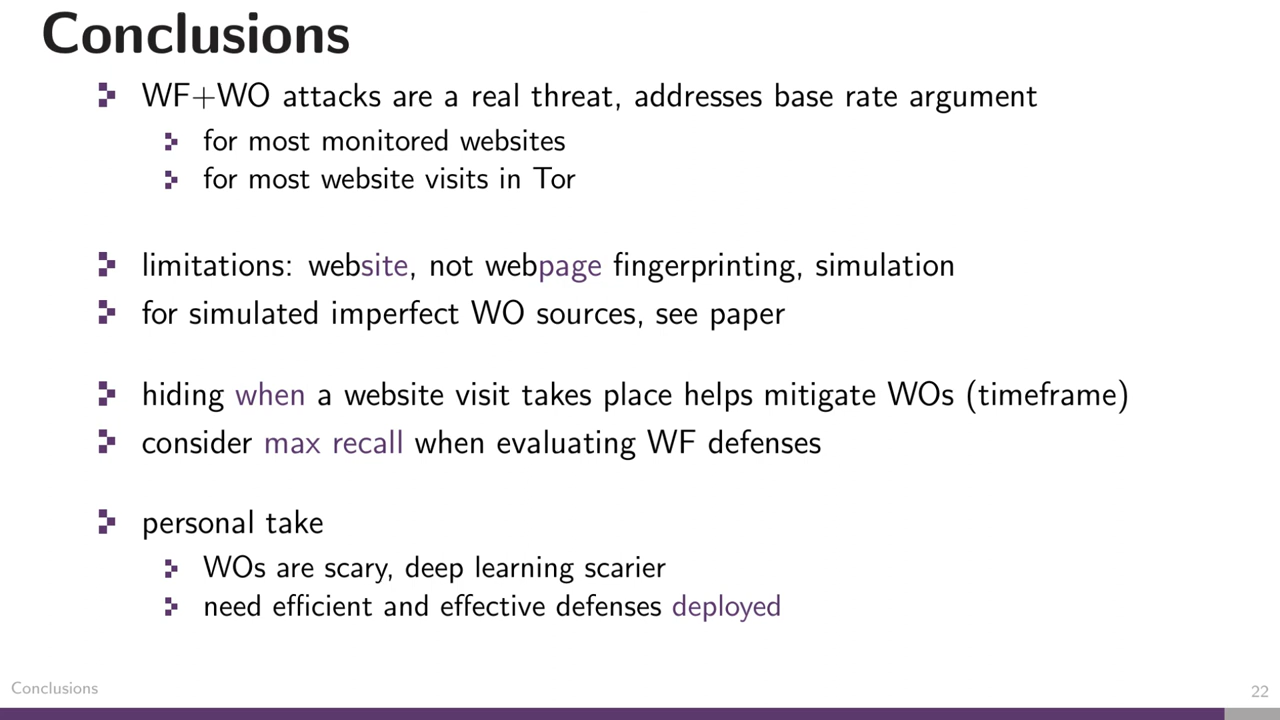 Conclusions
WF+WO attacks are a real threat, addresses base rate argument
for most monitored websites
for most website visits in Tor
limitations: website, not webpage fingerprinting, simulation
for simulated imperfect WO sources, see paper
hiding when a website visit takes place helps mitigate WOs (timeframe)
consider max recall when evaluating WF defenses
personal take
WOs are scary, deep learning scarier
need efficient and effective defenses deployed
Conclusions
22